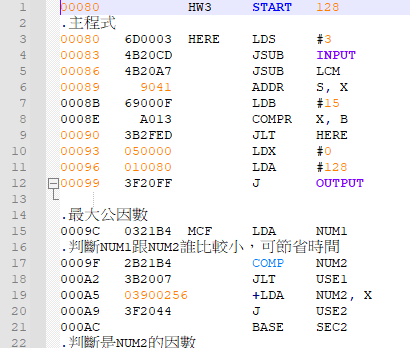 1 00080 HW3 START 128
2 .主程式
3 00080 6D0003 HERE LDS #3
4 00083 4B20CD JSUB INPUT
5 00086 4B20A7 JSUB LCM
6 00089 9041 ADDR S, X
7 0008B 69000F LDB #15
8 0008E A013 COMPR X, B
9 00090 3B2FED JLT HERE
10 00093 050000 LDX #0
11 00096 010080 LDA #128
12 00099 3F20FF J OUTPUT
13
14 .最大公因數
15 0009C 0321B4 MCF LDA NUM1
16 .判斷NUM1跟NUM2誰比較小，可節省時間
17 0009F 2B21B4 COMP NUM2
18 000A2 3B2007 JLT USE1
19 000A5 03900256 +LDA NUM2, X
20 000A9 3F2044 J USE2
21 000AC BASE SEC2
22 .判斷是NUM2的因數